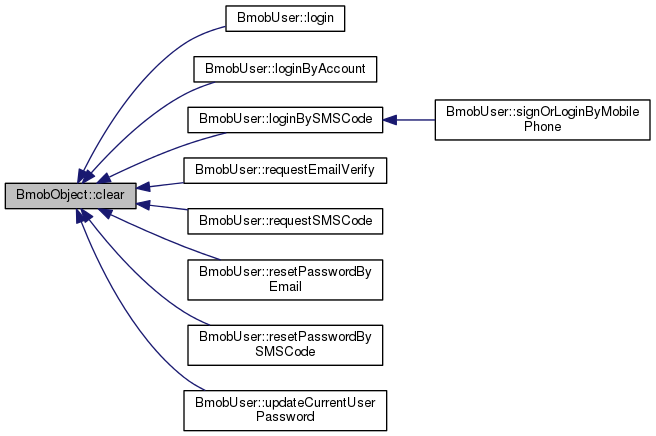 BmobUser::login
BmobUser::loginByAccount
BmobUser::loginBySMSCode
BmobUser::signOrLoginByMobile
Phone
BmobUser::requestEmailVerify
BmobObject::clear
BmobUser::requestSMSCode
BmobUser::resetPasswordBy
Email
BmobUser::resetPasswordBy
SMSCode
BmobUser::updateCurrentUser
Password